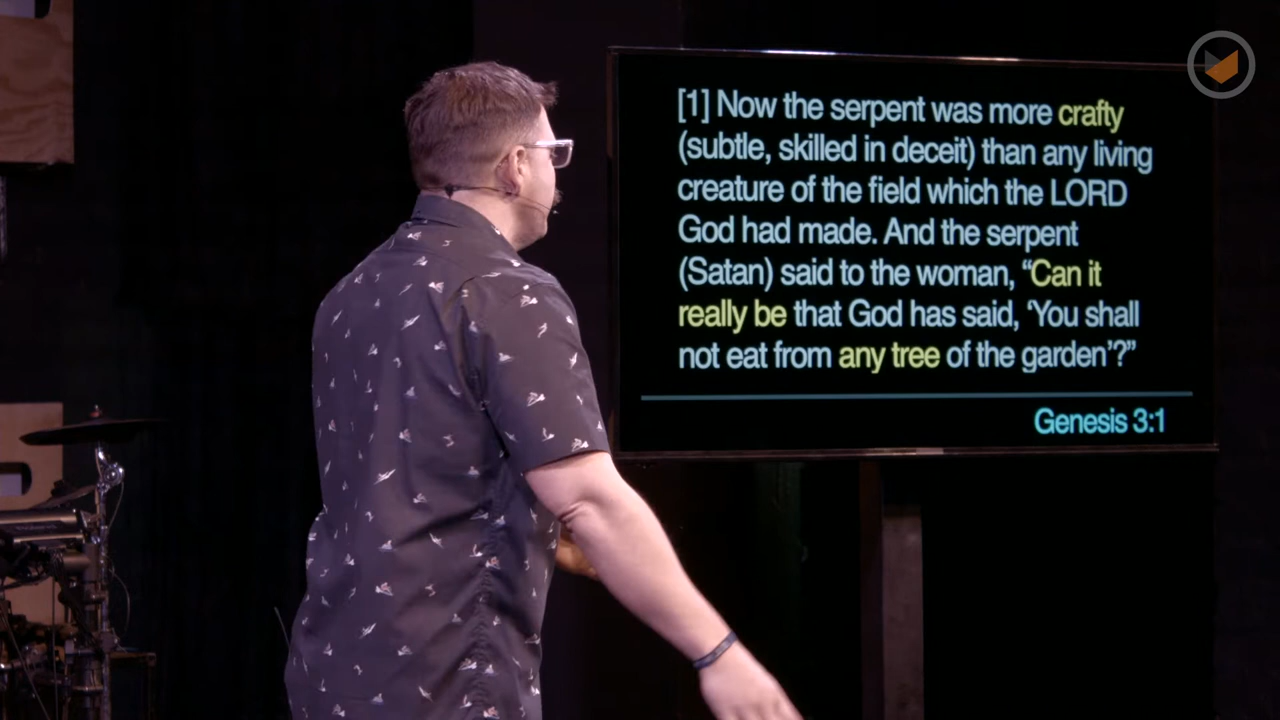 [1] Now the serpent was more crafty
(subtle, skilled in deceit) than any living
creature of the field which the LORD
God had made. And the serpent
(Satan) said to the woman, “Can it
really be that God has said, ‘You shall
not eat from any tree of the garden’?”
Genesis 3:1